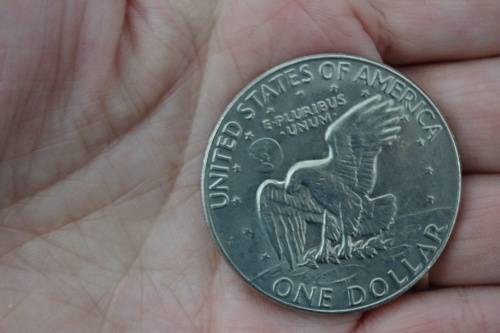 UNITED STATES OF AMERICA
E·PLURIBUS
·UNUM·
ONE DOLLAR